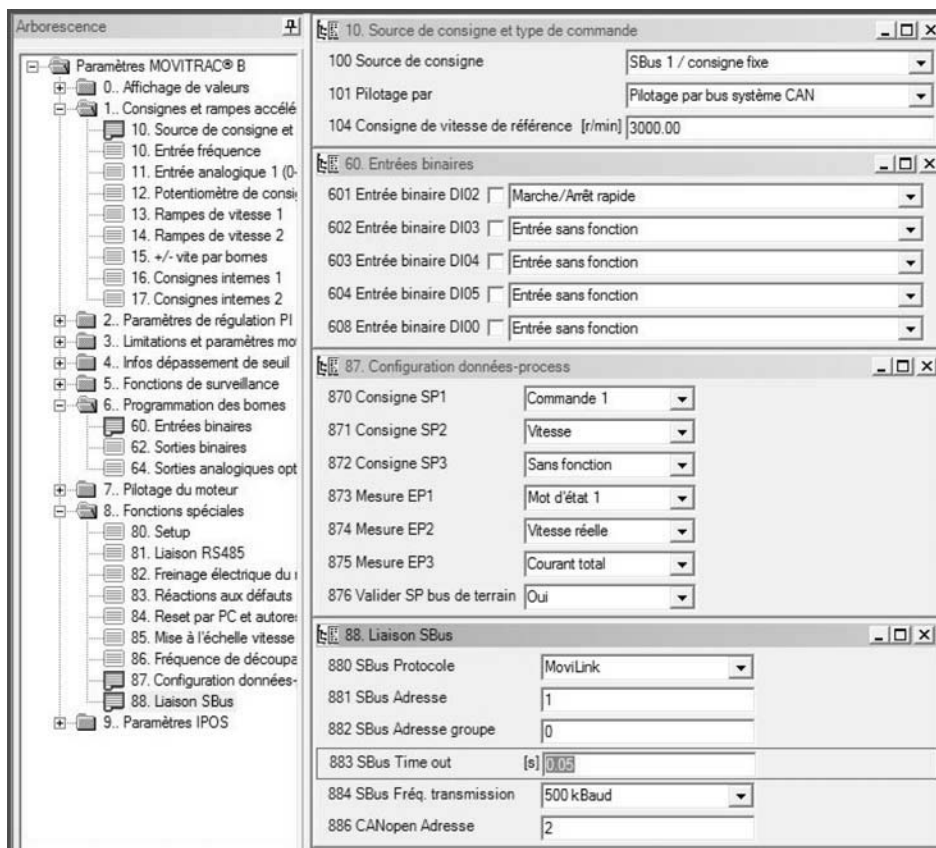 Arborescence
Paramètres MOVITRAC® B
0.. Affichage de valeurs
1.. Consignes et rampes accélé
10. Source de consigne et
10. Entrée fréquence
11. Entrée analogique 1 (0-
12. Potentiomètre de consi
13. Rampes de vitesse 1
14. Rampes de vitesse 2
15. +/- vite par bornes
16. Consignes internes 1
17. Consignes internes 2
2.. Paramètres de régulation PI
3.. Limitations et paramètres mo
4.. Infos dépassement de seuil
5.. Fonctions de surveillance
6.. Programmation des bornes
60. Entrées binaires
62. Sorties binaires
64. Sorties analogiques opt
7.. Pilotage du moteur
8.. Fonctions spéciales
80. Setup
81. Liaison RS485
82. Freinage électrique du
83. Réactions aux défauts
84. Reset par PC et autore
85. Mise à l'échelle vitesse
86. Fréquence de découpa
87. Configuration données-
88. Liaison SBus
9.. Paramètres IPOS
10. Source de consigne et type de commande
100 Source de consigne SBus 1 / consigne fixe
101 Pilotage par Pilotage par bus système CAN
104 Consigne de vitesse de référence [r/min] 3000.00
60. Entrées binaires
601 Entrée binaire DI02 Marche/Arrêt rapide
602 Entrée binaire DI03 Entrée sans fonction
603 Entrée binaire DI04 Entrée sans fonction
604 Entrée binaire DI05 Entrée sans fonction
608 Entrée binaire DI00 Entrée sans fonction
87. Configuration données-process
870 Consigne SP1 Commande 1
871 Consigne SP2 Vitesse
872 Consigne SP3 Sans fonction
873 Mesure EP1 Mot d'état 1
874 Mesure EP2 Vitesse réelle
875 Mesure EP3 Courant total
876 Valider SP bus de terrain Oui
88. Liaison SBus
880 SBus Protocole MoviLink
881 SBus Adresse 1
882 SBus Adresse groupe 0
883 SBus Time out [s] 0.05
884 SBus Fréq. transmission 500 kBaud
886 CANopen Adresse 2